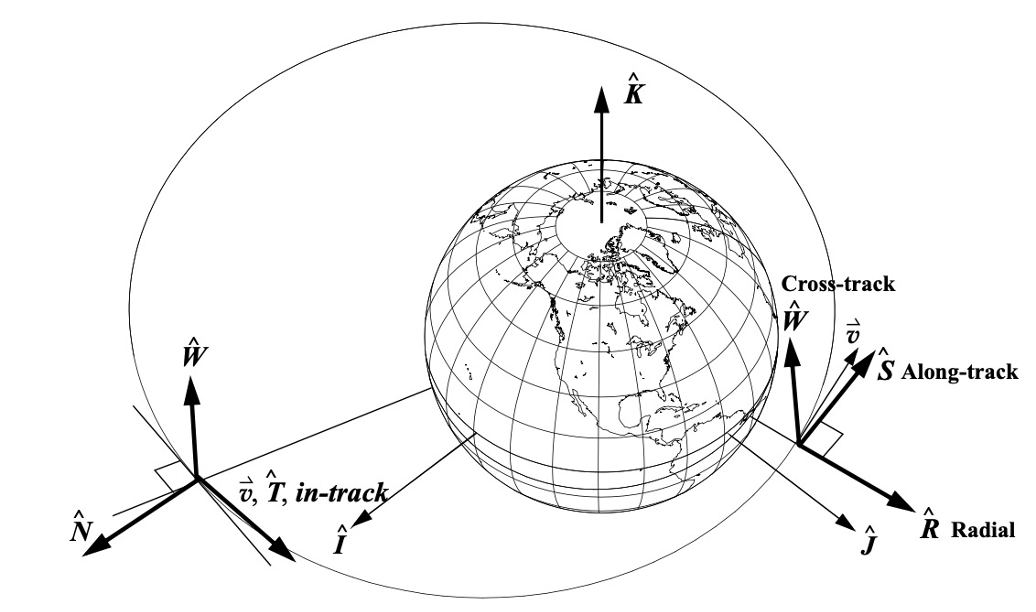 K̂
Cross-track
Ŵ
v⃗
Ŝ Along-track
Ŵ
v⃗, T̂, in-track
N̂
Î
Ĵ
R̂ Radial